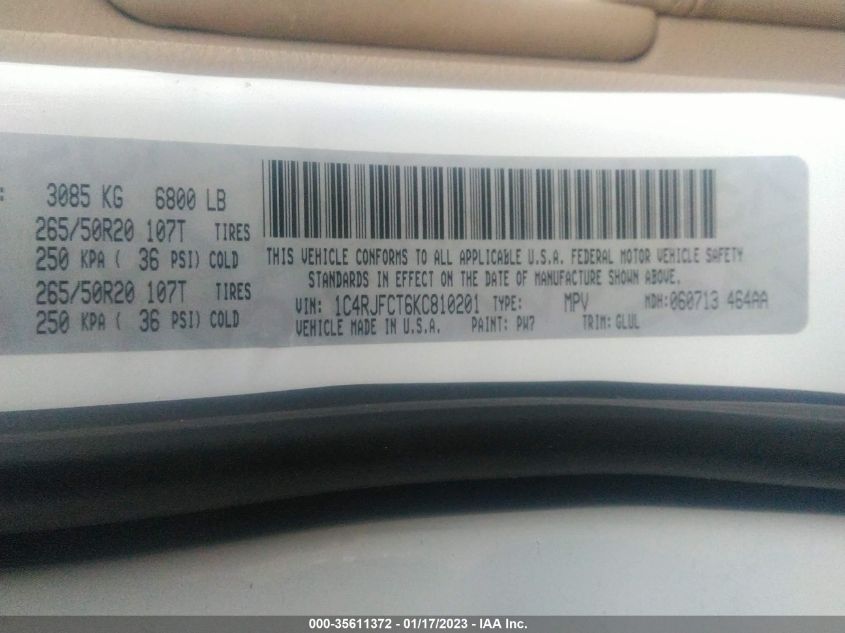 : 3085 KG 6800 LB
265/50R20 107T TIRES
250 KPA ( 36 PSI) COLD
265/50R20 107T TIRES
250 KPA ( 36 PSI) COLD
THIS VEHICLE CONFORMS TO ALL APPLICABLE U.S.A. FEDERAL MOTOR VEHICLE SAFETY
STANDARDS IN EFFECT ON THE DATE OF MANUFACTURE SHOWN ABOVE.
VIN: 1C4RJFCT6KC810201 TYPE: MPV MDH:060713 464AA
VEHICLE MADE IN U.S.A. PAINT: PW7 TRIM: GLUL
000-35611372 - 01/17/2023 - IAA Inc.